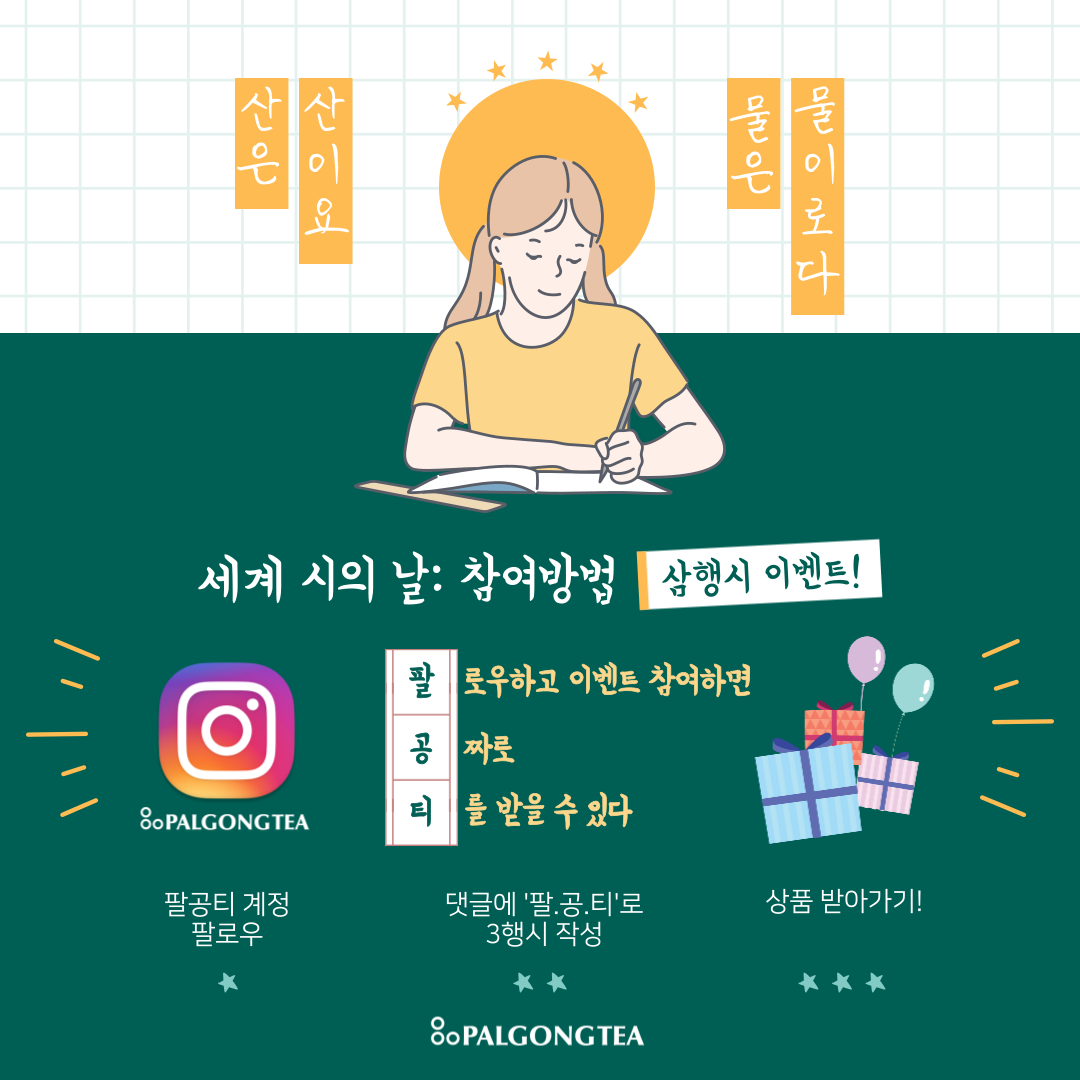 산은
산이요
물은
물이로다
세계 시의 날: 참여방법
삼행시 이벤트!
팔로우하고 이벤트 참여하면
공짜로
티를 받을 수 있다
PALGONGTEA
팔공티 계정
팔로우
댓글에 '팔.공.티'로
3행시 작성
상품 받아가기!
PALGONGTEA